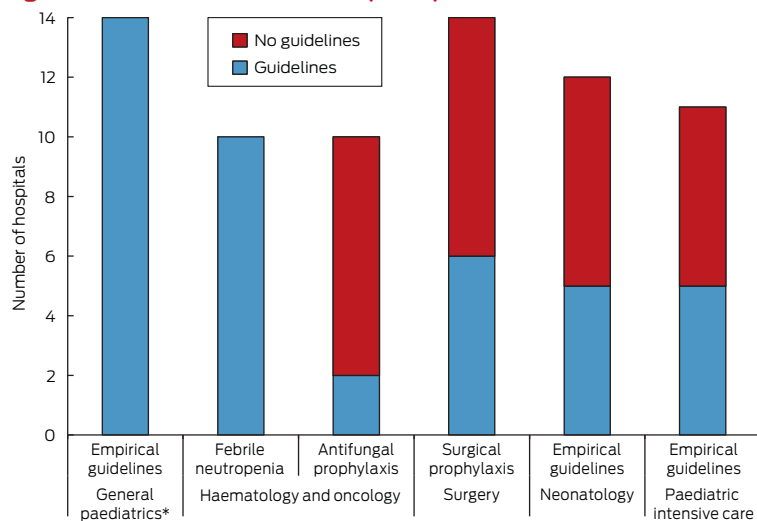 14
No guidelines
Guidelines
12
10
8
6
4
2
0
Number of hospitals
Empirical guidelines
Febrile neutropenia
Antifungal prophylaxis
Surgical prophylaxis
Empirical guidelines
Empirical guidelines
General paediatrics*
Haematology and oncology
Surgery
Neonatology
Paediatric intensive care